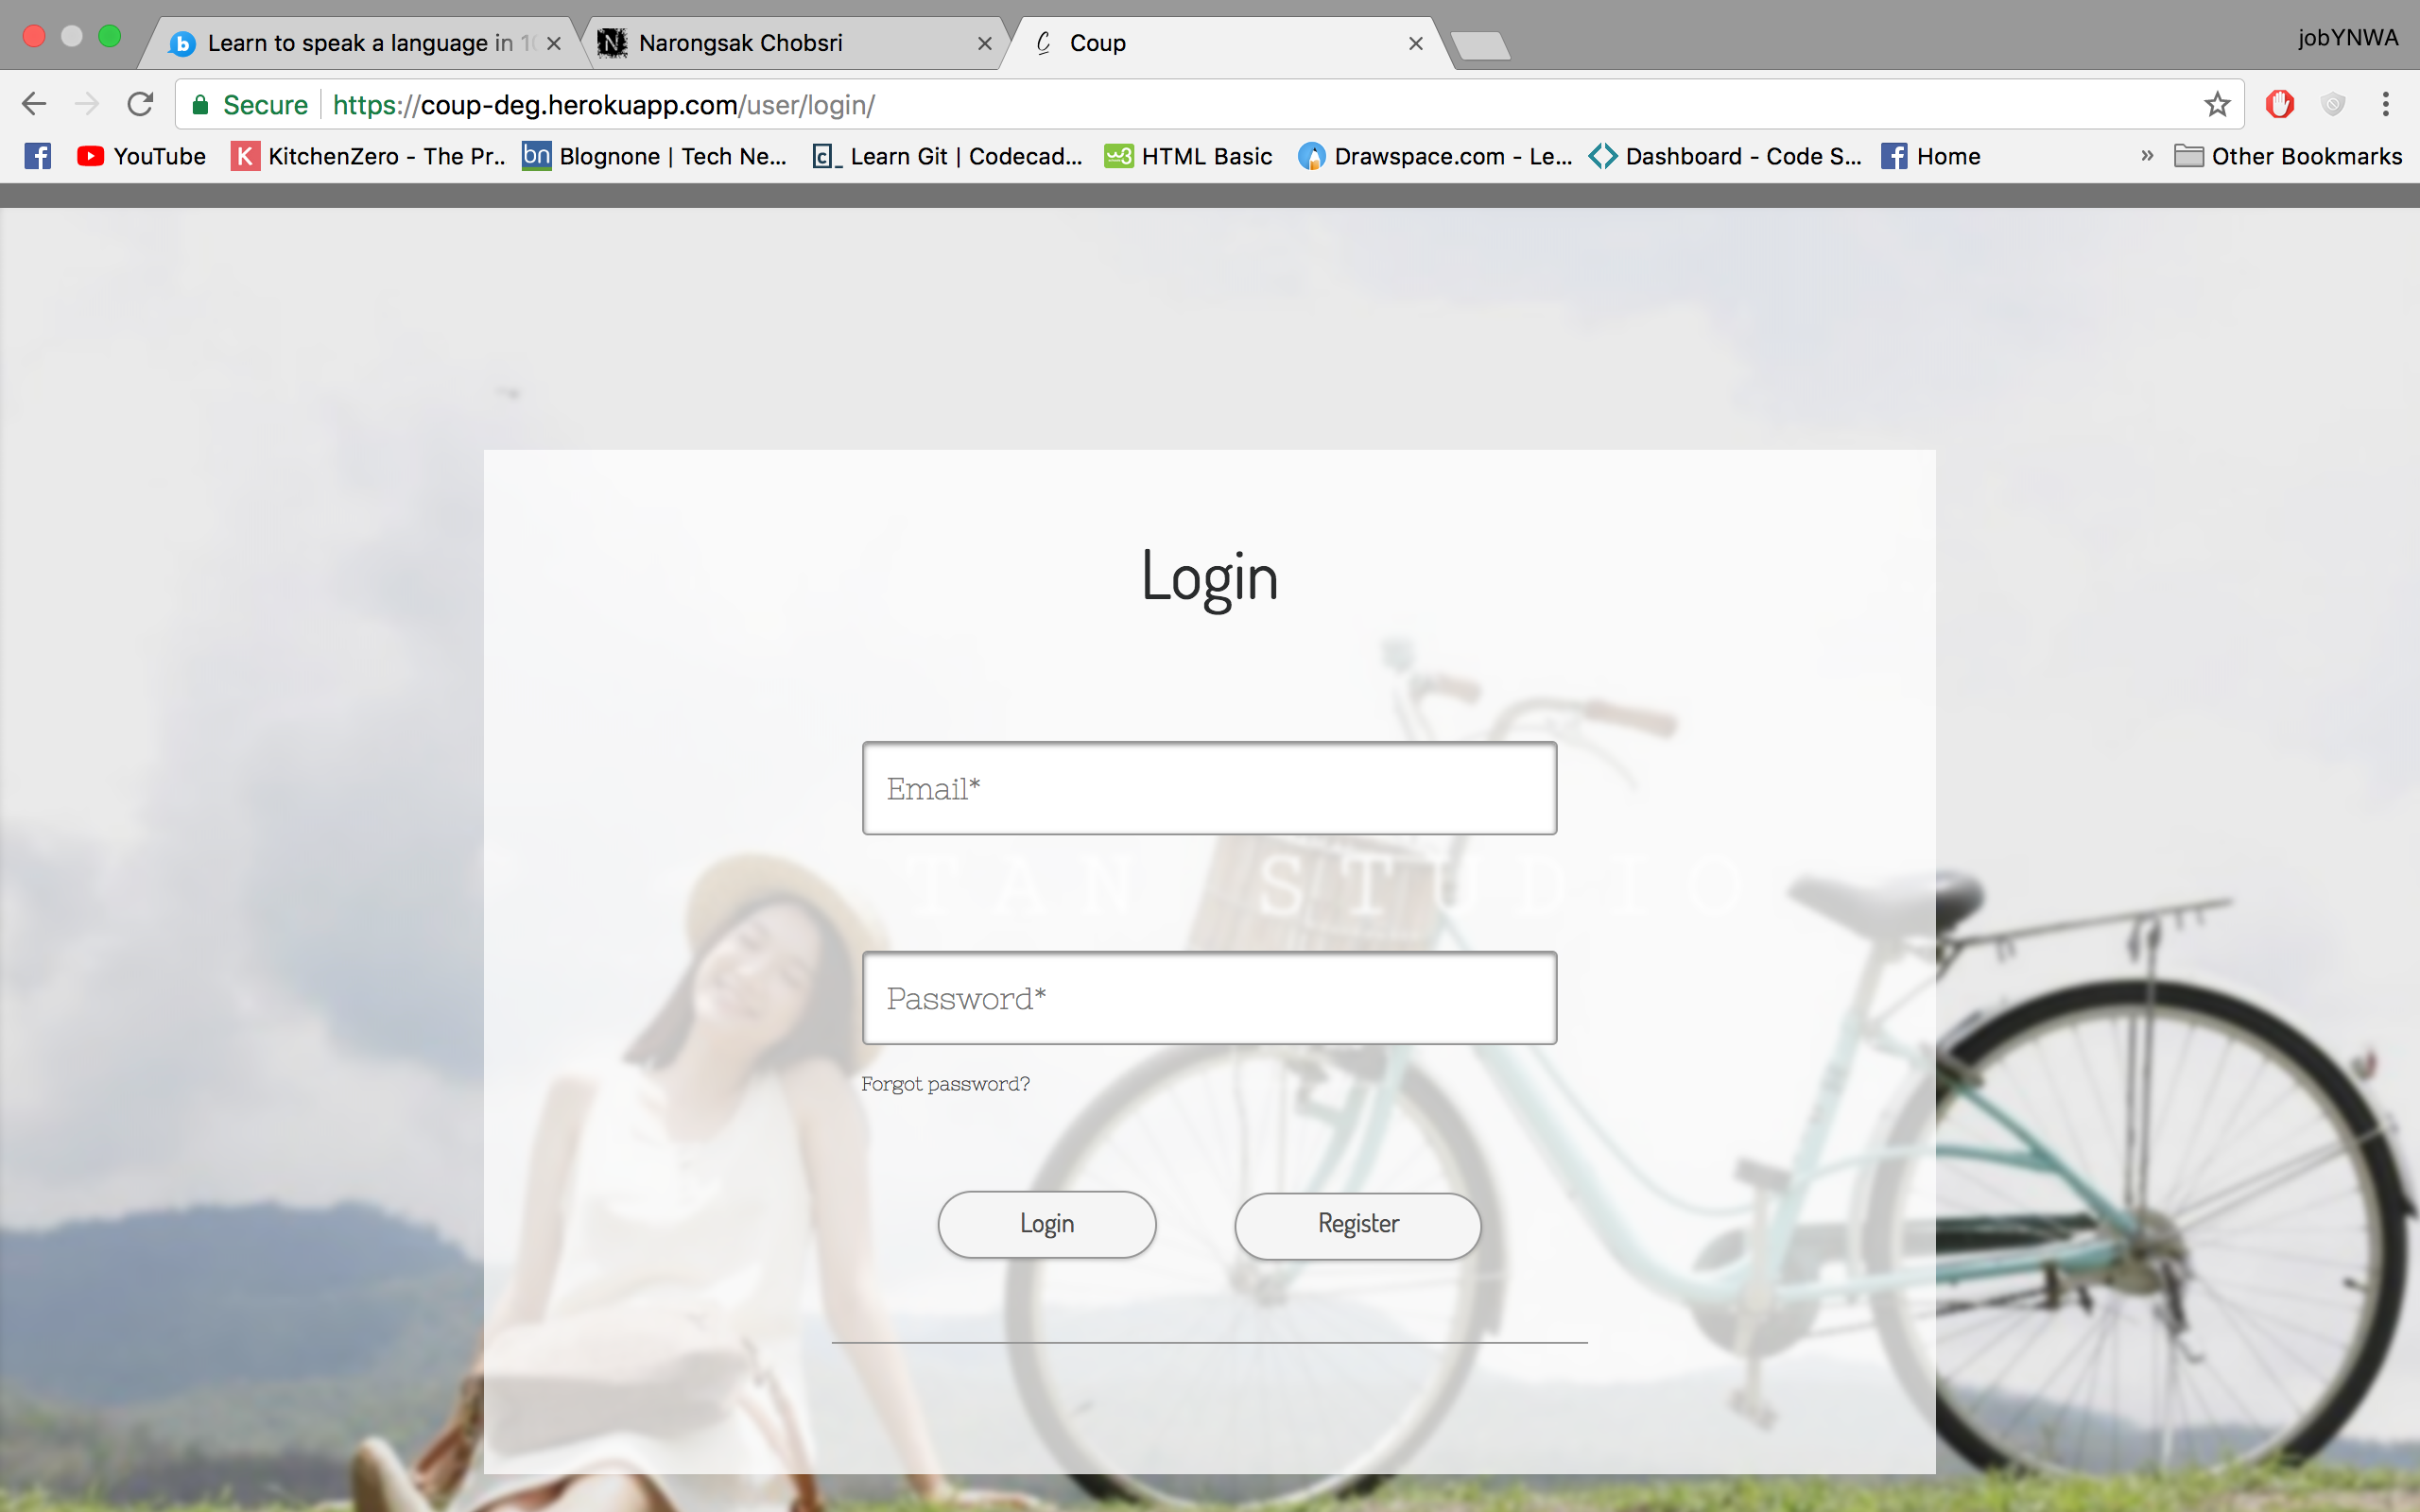 Learn to speak a language in 10
Narongsak Chobsri
Coup
jobYNWA
Secure https://coup-deg.herokuapp.com/user/login/
YouTube
KitchenZero - The Pr..
Blognone | Tech Ne...
Learn Git | Codecad...
HTML Basic
Drawspace.com - Le...
Dashboard - Code S...
Home
»
Other Bookmarks
Login
Email*
TAN STUDIO
Password*
Forgot password?
Login
Register